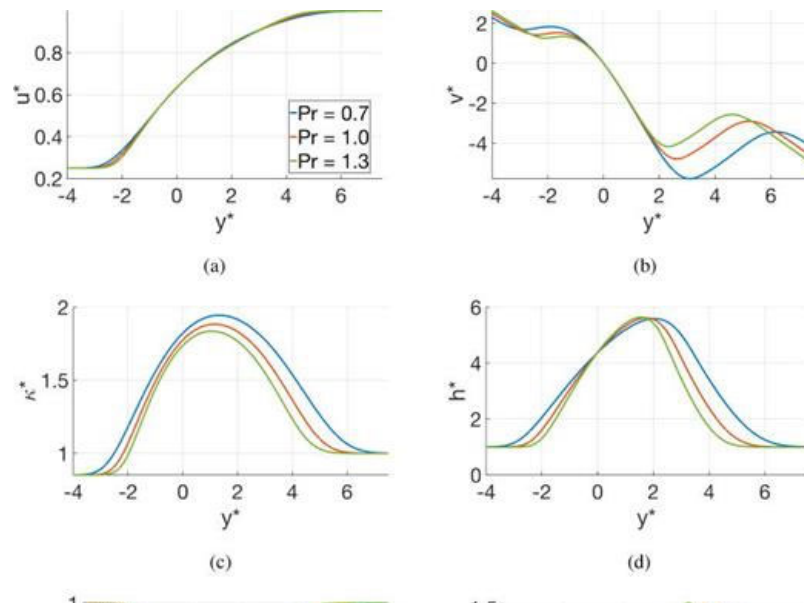 0.8
0.6
0.4
0.2
u*
Pr = 0.7
Pr = 1.0
Pr = 1.3
-4 -2 0 2 4 6
y*
(a)
2
0
-2
-4
v*
-4 -2 0 2 4 6
y*
(b)
2
1.5
1
κ*
-4 -2 0 2 4 6
y*
(c)
6
4
2
0
h*
-4 -2 0 2 4 6
y*
(d)
1